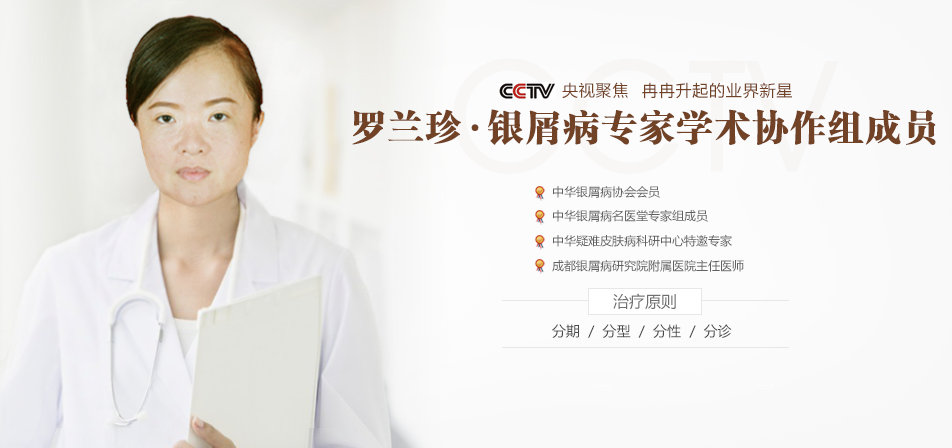 CCTV 央视聚焦 冉冉升起的业界新星
罗兰珍·银屑病专家学术协作组成员
CCTV
中华银屑病协会会员
中华银屑病名医堂专家组成员
中华疑难皮肤病科研中心特邀专家
成都银屑病研究院附属医院主任医师
治疗原则
分期 / 分型 / 分性 / 分诊